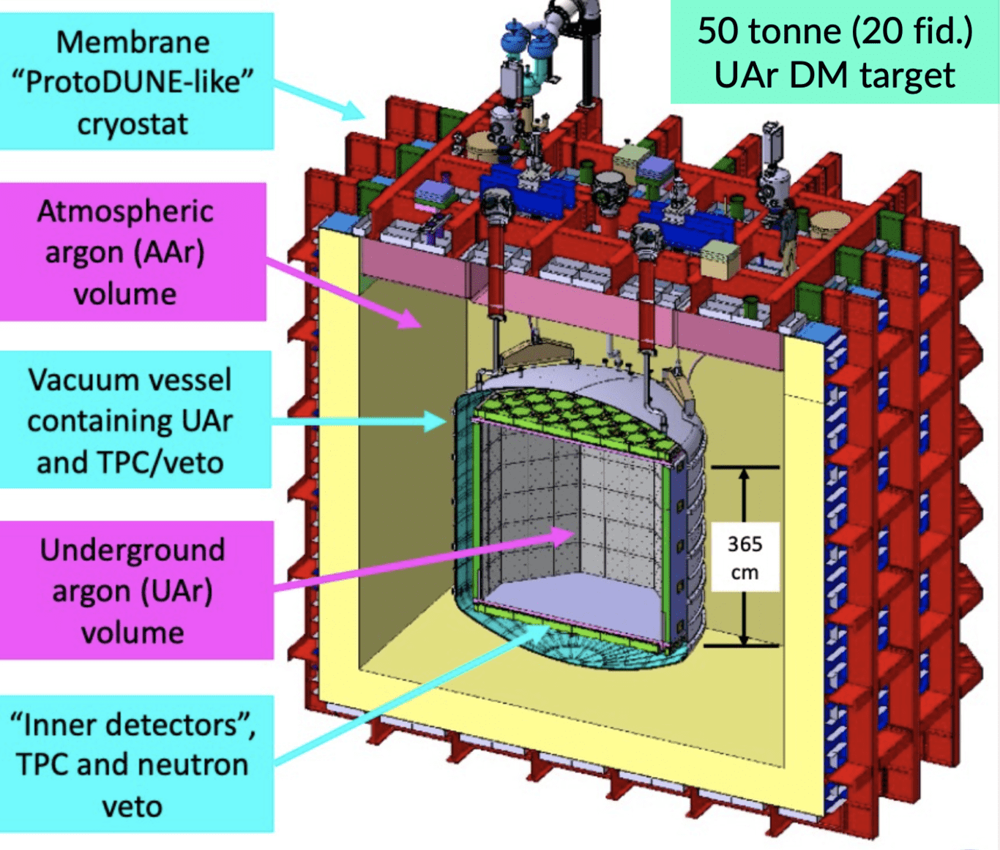 50 tonne (20 fid.)
UAr DM target
Membrane
“ProtoDUNE-like”
cryostat
Atmospheric
argon (AAr)
volume
Vacuum vessel
containing UAr
and TPC/veto
Underground
argon (UAr)
volume
365
cm
“Inner detectors”,
TPC and neutron
veto